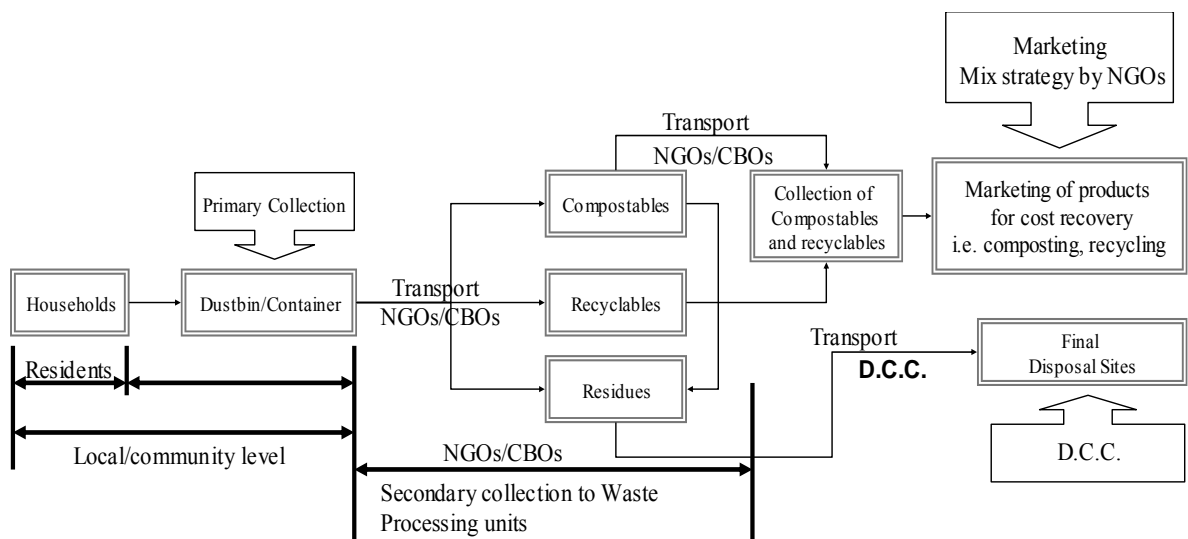 Marketing
Mix strategy by NGOs
Transport
NGOs/CBOs
Primary Collection
Compostables
Collection of
Compostables
and recyclables
Marketing of products
for cost recovery
i.e. composting, recycling
Households
Dustbin/Container
Transport
NGOs/CBOs
Recyclables
Residents
Residues
Transport
D.C.C.
Final
Disposal Sites
Local/community level
NGOs/CBOs
Secondary collection to Waste
Processing units
D.C.C.